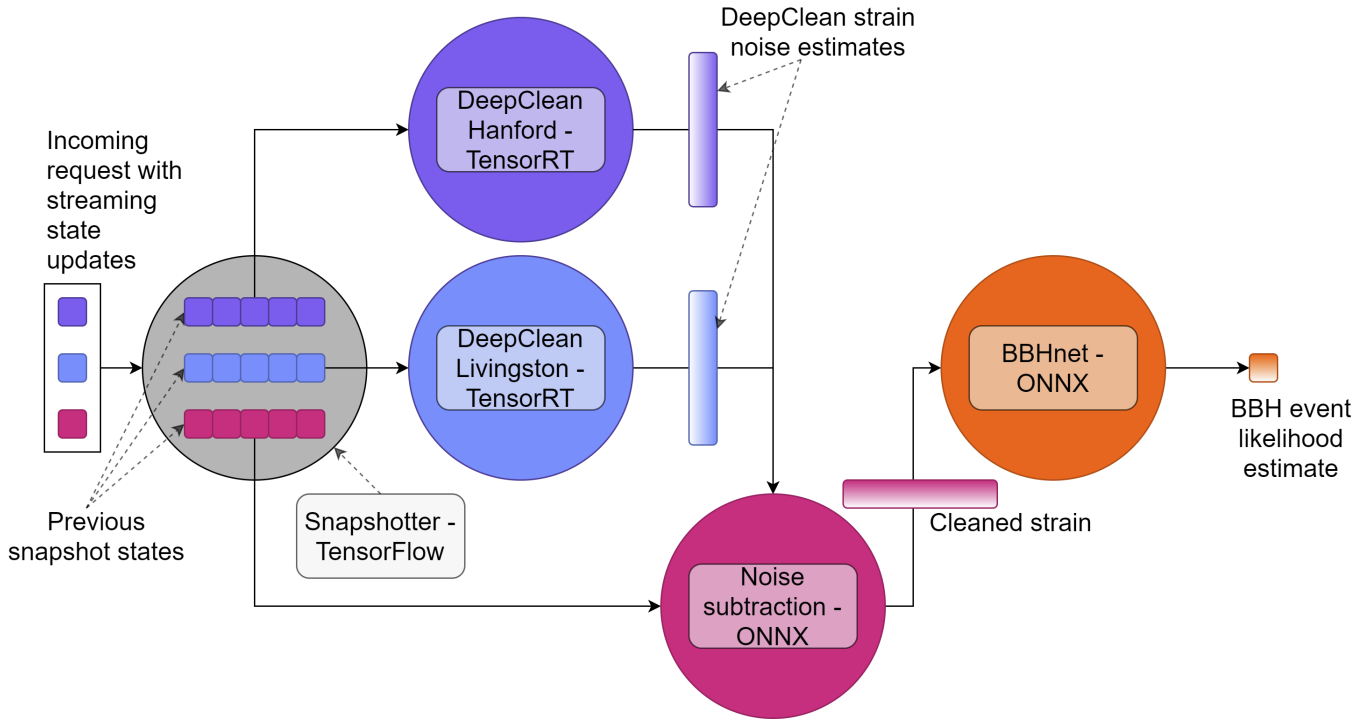 DeepClean strain
noise estimates
DeepClean
Hanford -
TensorRT
Incoming
request with
streaming
state
updates
DeepClean
Livingston -
TensorRT
BBHnet -
ONNX
BBH event
likelihood
estimate
Previous
snapshot states
Snapshotter -
TensorFlow
Cleaned strain
Noise
subtraction -
ONNX